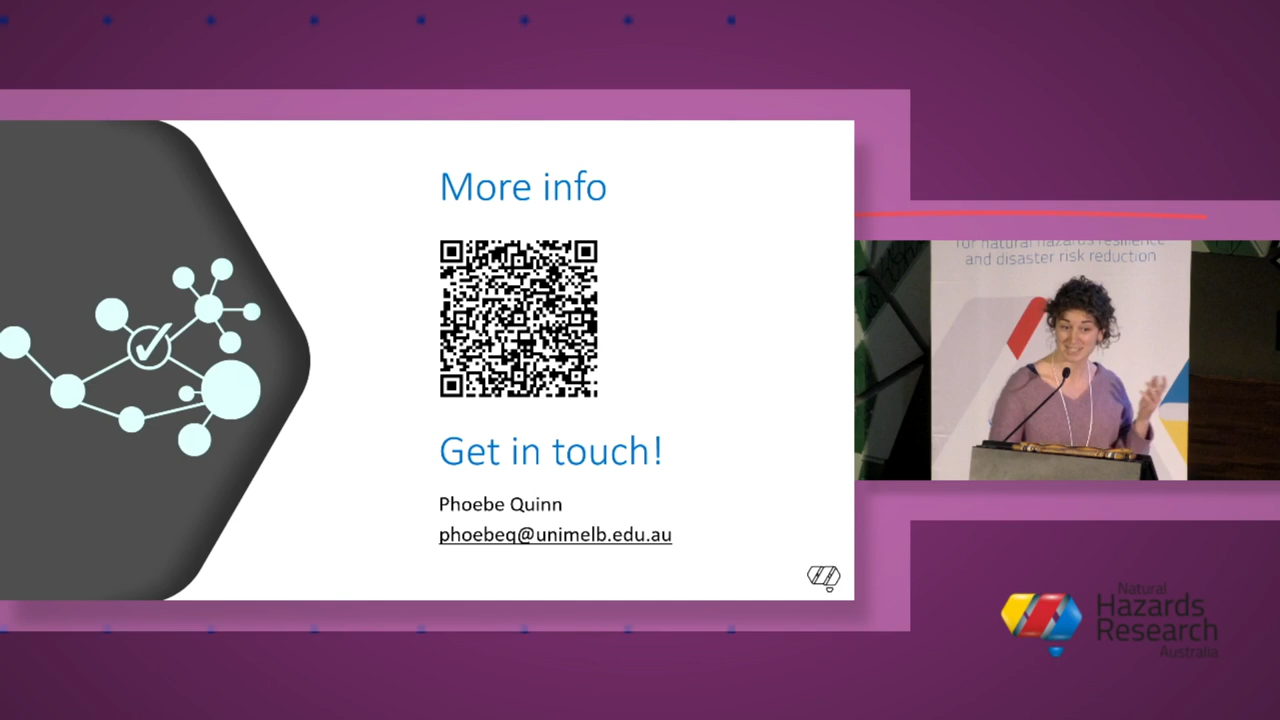 More info
Get in touch!
Phoebe Quinn
phoebeq@unimelb.edu.au
for natural hazards resilience
and disaster risk reduction
Natural
Hazards
Research
Australia